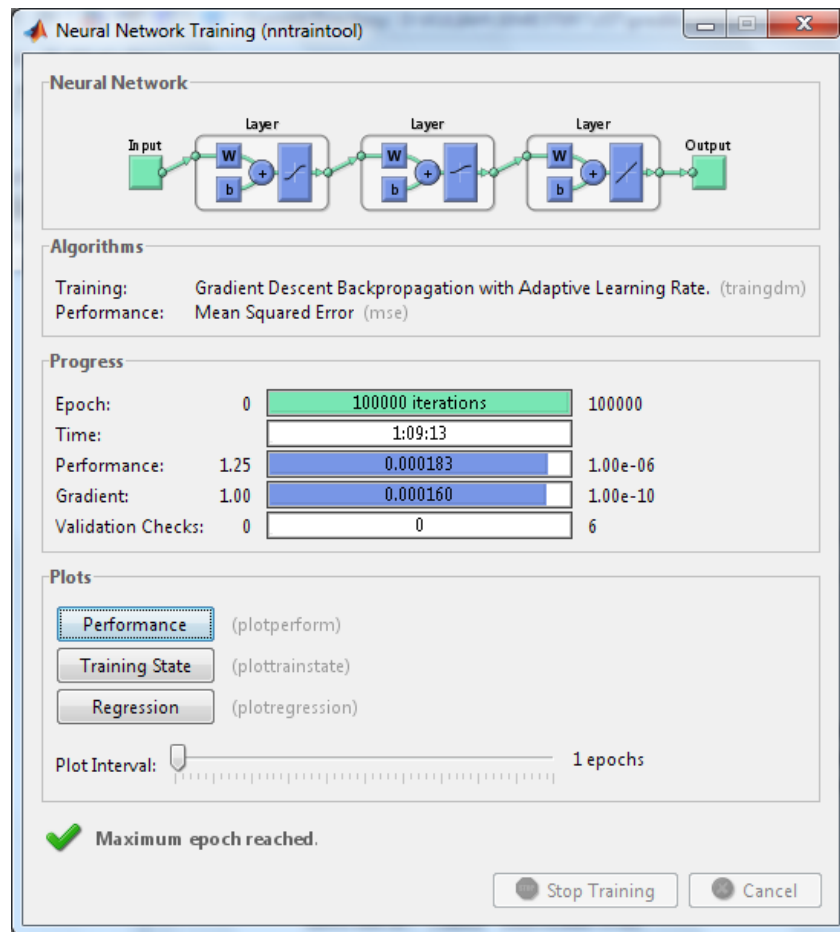 Neural Network Training (nntraintool)
Neural Network
Layer Layer Layer
Input Output
W W W
+ + +
b b b
Algorithms
Training: Gradient Descent Backpropagation with Adaptive Learning Rate. (traingdm)
Performance: Mean Squared Error (mse)
Progress
Epoch: 0 100000 iterations 100000
Time: 1:09:13
Performance: 1.25 0.000183 1.00e-06
Gradient: 1.00 0.000160 1.00e-10
Validation Checks: 0 0 6
Plots
Performance (plotperform)
Training State (plottrainstate)
Regression (plotregression)
Plot Interval: 1 epochs
Maximum epoch reached.
Stop Training Cancel